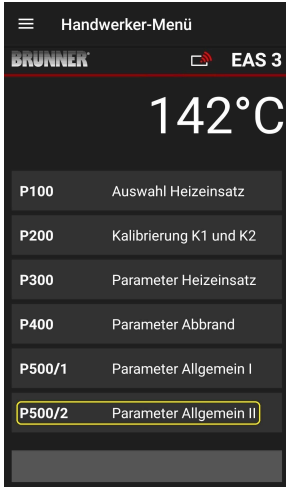 Handwerker-Menü
BRUNNER EAS 3
142°C
P100 Auswahl Heizeinsatz
P200 Kalibrierung K1 und K2
P300 Parameter Heizeinsatz
P400 Parameter Abbrand
P500/1 Parameter Allgemein I
P500/2 Parameter Allgemein II